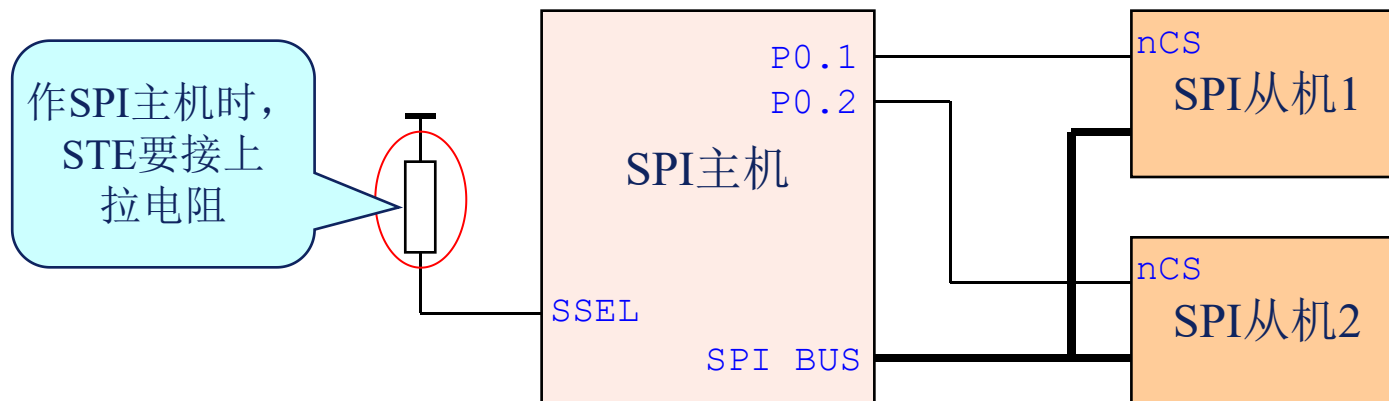 作SPI主机时，
STE要接上
拉电阻
SSEL
P0.1
P0.2
SPI主机
SPI BUS
nCS
SPI从机1
nCS
SPI从机2